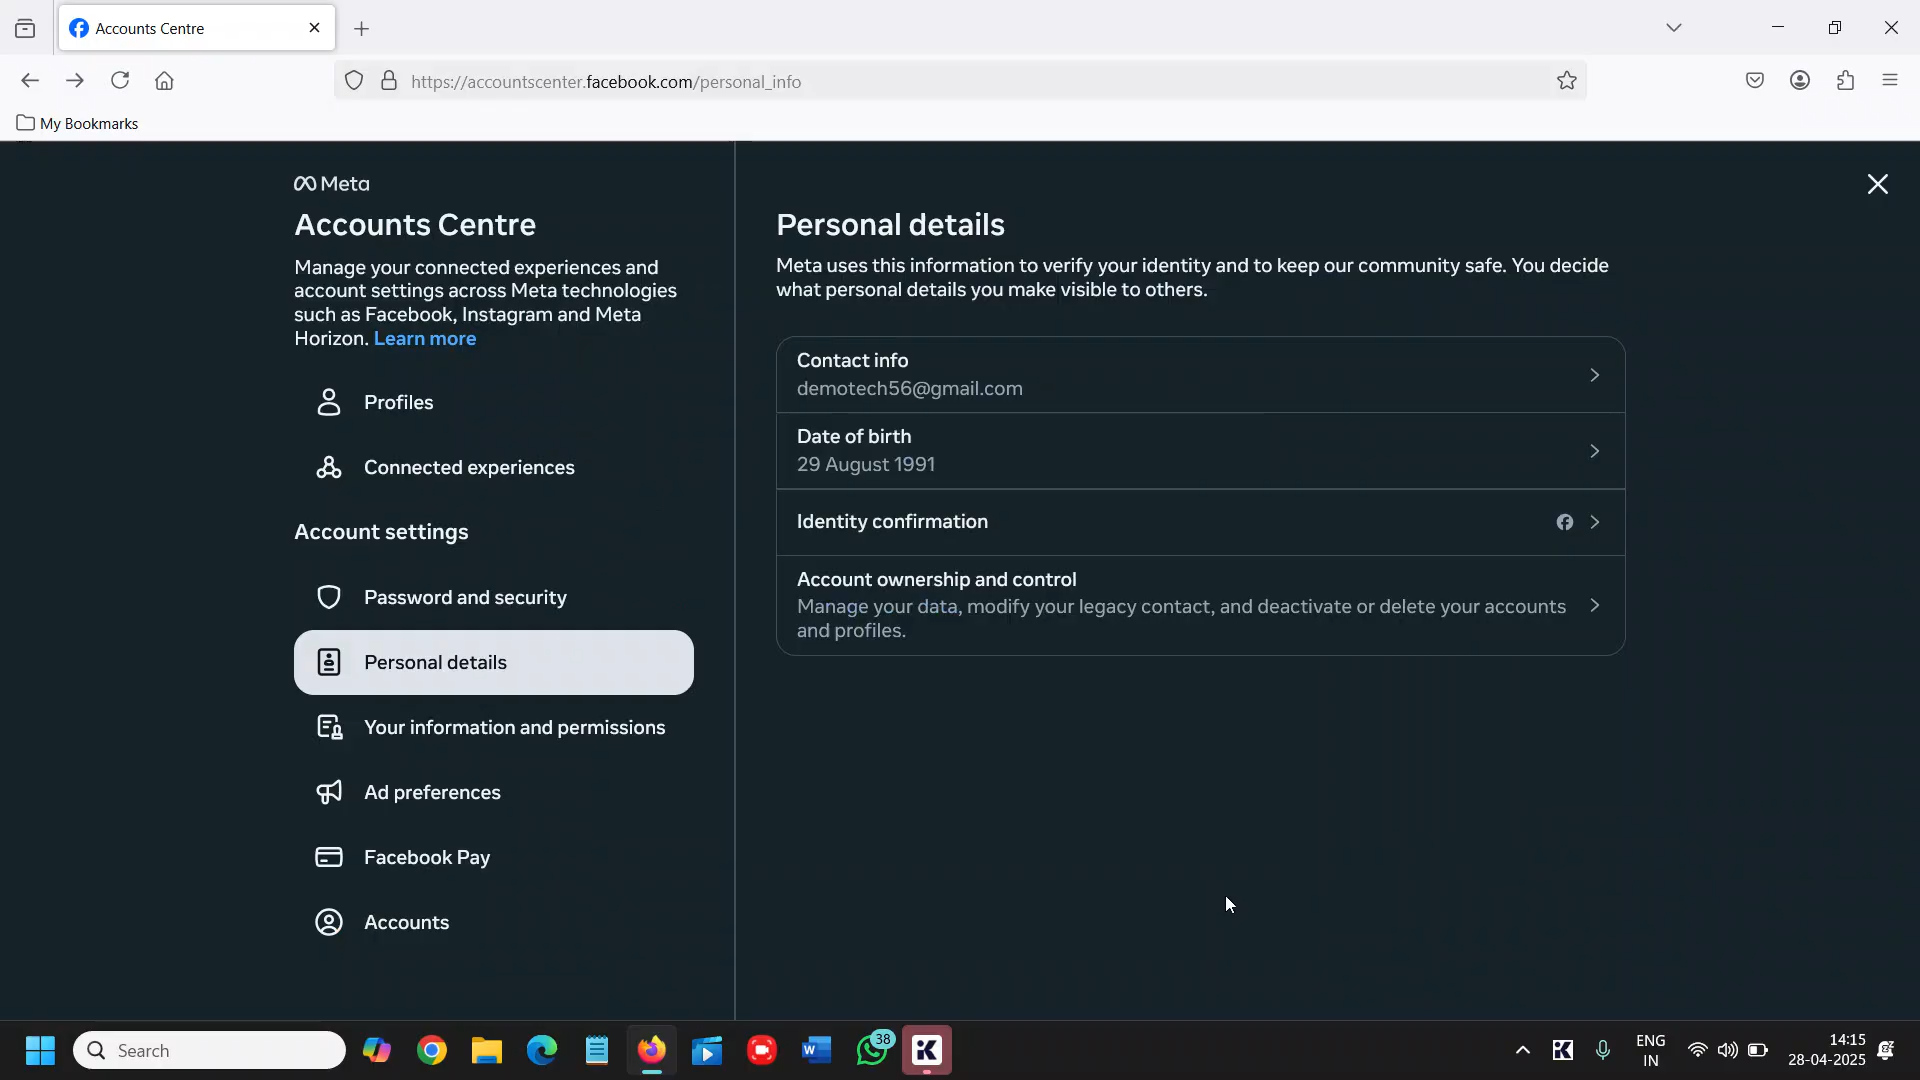 Accounts Centre
https://accountscenter.facebook.com/personal_info
My Bookmarks
Meta
Accounts Centre
Manage your connected experiences and
account settings across Meta technologies
such as Facebook, Instagram and Meta
Horizon. Learn more
Profiles
Connected experiences
Account settings
Password and security
Personal details
Your information and permissions
Ad preferences
Facebook Pay
Accounts
Personal details
Meta uses this information to verify your identity and to keep our community safe. You decide
what personal details you make visible to others.
Contact info
demotech56@gmail.com
Date of birth
29 August 1991
Identity confirmation
Account ownership and control
Manage your data, modify your legacy contact, and deactivate or delete your accounts
and profiles.
Search
38
ENG
IN
14:15
28-04-2025